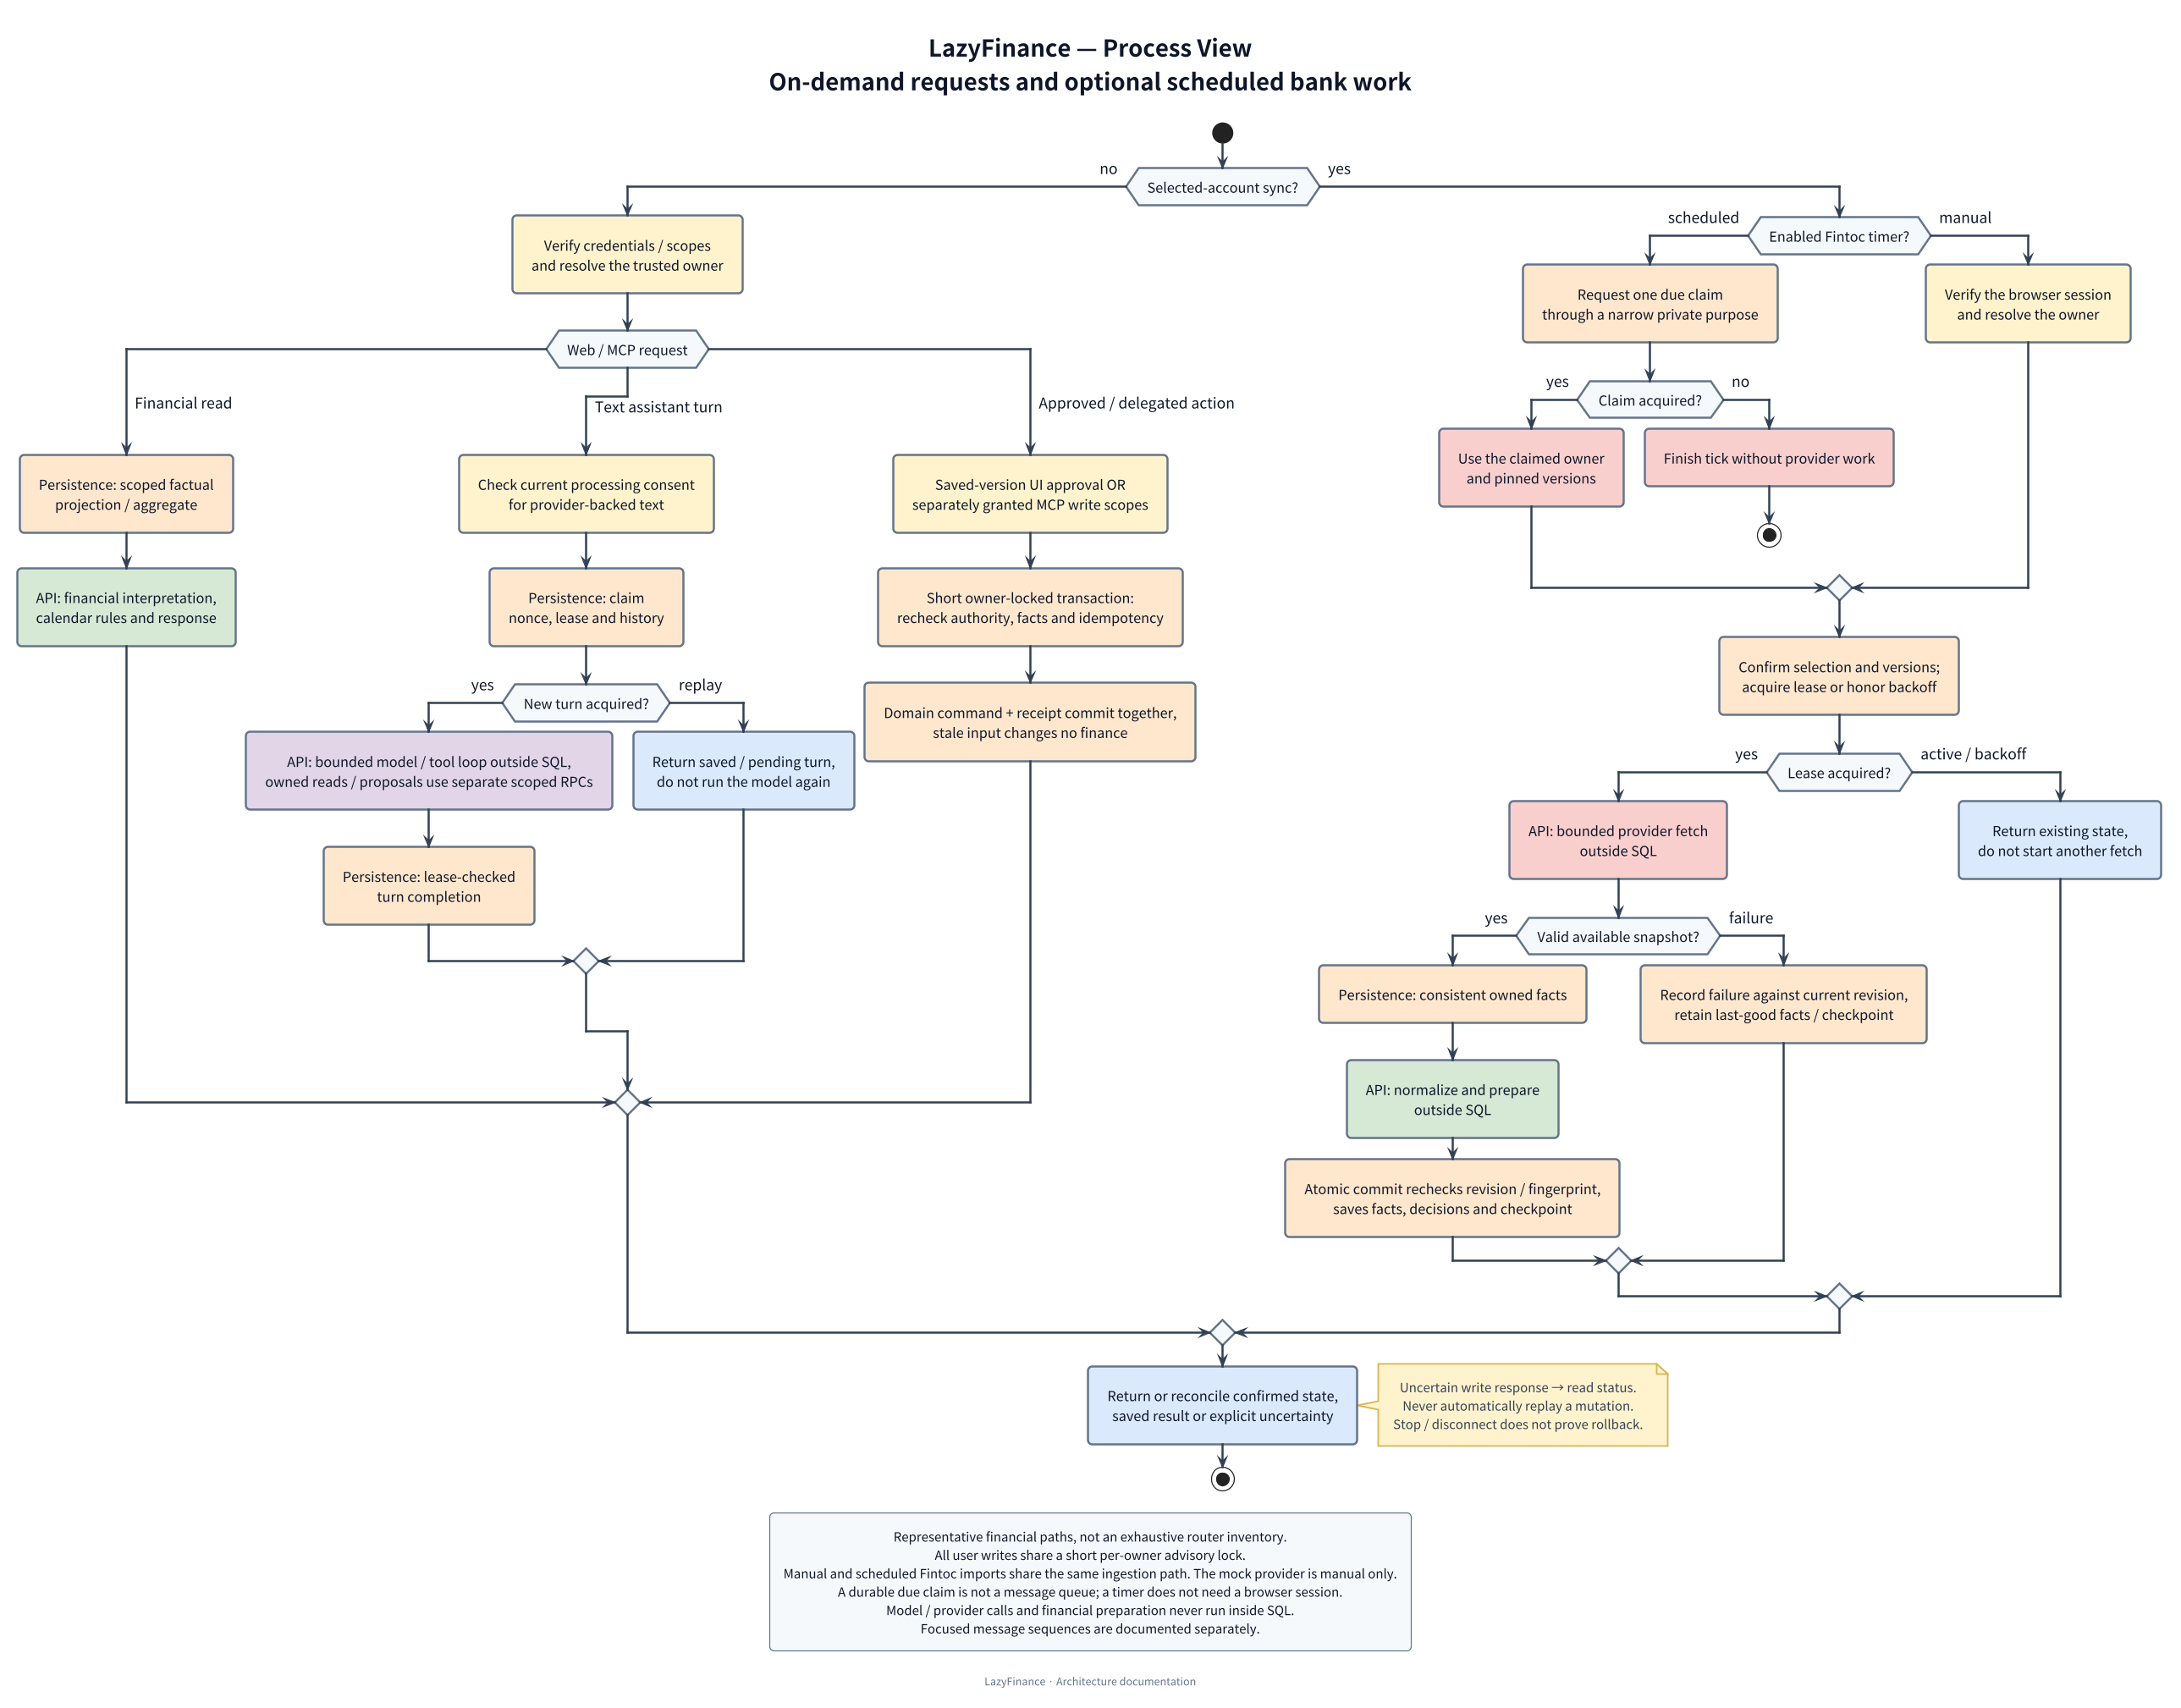 LazyFinance — Process View
On-demand requests and optional scheduled bank work
no
Selected-account sync?
yes
Verify credentials / scopes
and resolve the trusted owner
scheduled
Enabled Fintoc timer?
manual
Request one due claim
through a narrow private purpose
Verify the browser session
and resolve the owner
Web / MCP request
Financial read
Text assistant turn
Approved / delegated action
yes
Claim acquired?
no
Use the claimed owner
and pinned versions
Finish tick without provider work
Persistence: scoped factual
projection / aggregate
Check current processing consent
for provider-backed text
Saved-version UI approval OR
separately granted MCP write scopes
API: financial interpretation,
calendar rules and response
Persistence: claim
nonce, lease and history
Short owner-locked transaction:
recheck authority, facts and idempotency
Confirm selection and versions;
acquire lease or honor backoff
yes
New turn acquired?
replay
Domain command + receipt commit together,
stale input changes no finance
API: bounded model / tool loop outside SQL,
owned reads / proposals use separate scoped RPCs
Return saved / pending turn,
do not run the model again
yes
Lease acquired?
active / backoff
API: bounded provider fetch
outside SQL
Return existing state,
do not start another fetch
Persistence: lease-checked
turn completion
yes
Valid available snapshot?
failure
Persistence: consistent owned facts
Record failure against current revision,
retain last-good facts / checkpoint
API: normalize and prepare
outside SQL
Atomic commit rechecks revision / fingerprint,
saves facts, decisions and checkpoint
Return or reconcile confirmed state,
saved result or explicit uncertainty
Uncertain write response → read status.
Never automatically replay a mutation.
Stop / disconnect does not prove rollback.
Representative financial paths, not an exhaustive router inventory.
All user writes share a short per-owner advisory lock.
Manual and scheduled Fintoc imports share the same ingestion path. The mock provider is manual only.
A durable due claim is not a message queue; a timer does not need a browser session.
Model / provider calls and financial preparation never run inside SQL.
Focused message sequences are documented separately.
LazyFinance · Architecture documentation